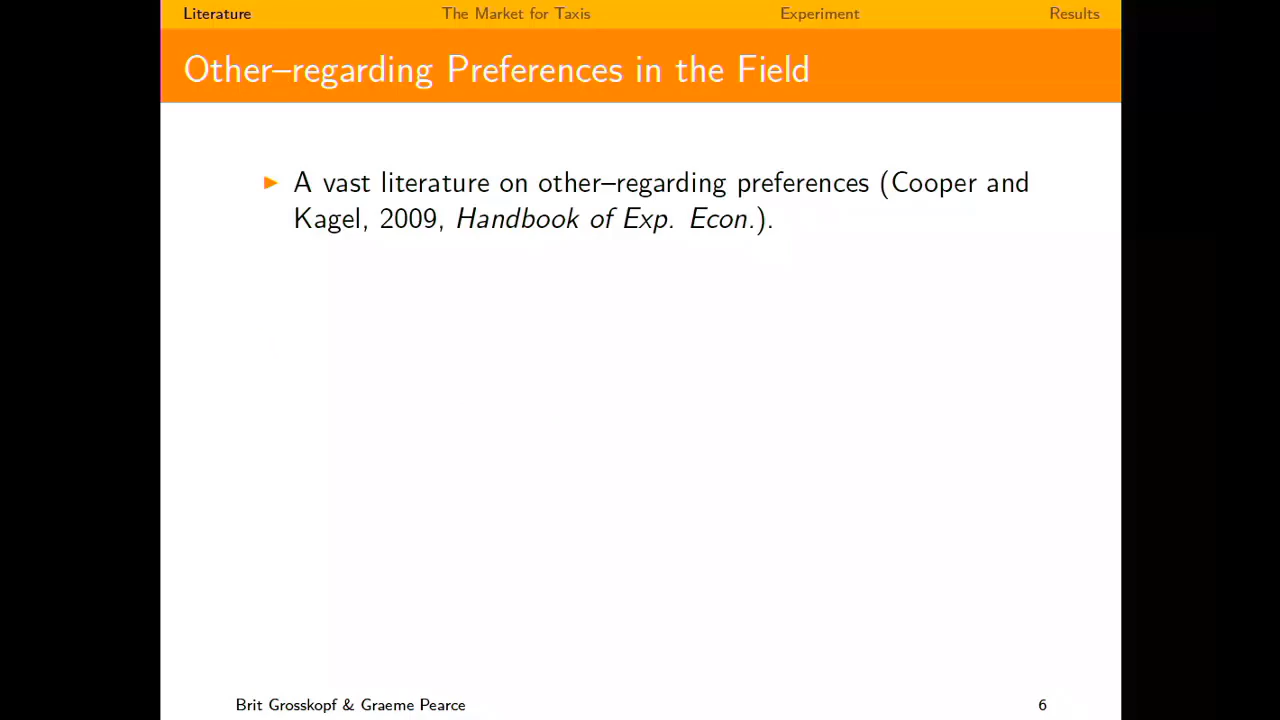 Literature The Market for Taxis Experiment Results
Other–regarding Preferences in the Field
A vast literature on other–regarding preferences (Cooper and
Kagel, 2009, Handbook of Exp. Econ.).
Brit Grosskopf & Graeme Pearce 6